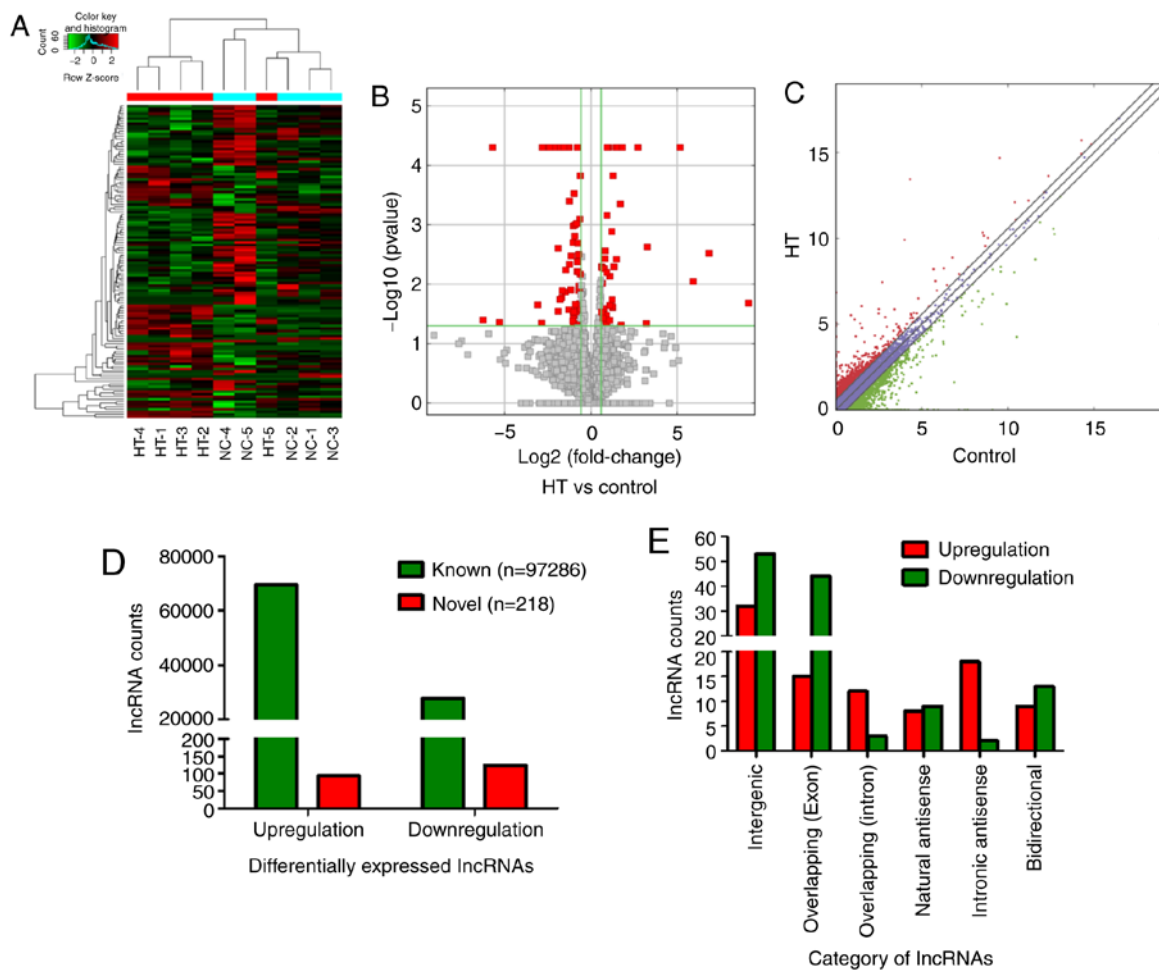 A
Color key
and histogram
Count
0 60
−2 0 2
Row Z-score
HT-4
HT-1
HT-3
HT-2
NC-4
NC-5
HT-5
NC-2
NC-1
NC-3
B
5
4
3
2
1
0
−Log10 (pvalue)
−5 0 5
Log2 (fold-change)
HT vs control
C
15
10
5
0
HT
0 5 10 15
Control
D
80000
60000
40000
20000
200
150
100
50
0
lncRNA counts
Known (n=97286)
Novel (n=218)
Upregulation Downregulation
Differentially expressed lncRNAs
E
60
50
40
30
20
20
15
10
5
0
lncRNA counts
Upregulation
Downregulation
Intergenic
Overlapping (Exon)
Overlapping (intron)
Natural antisense
Intronic antisense
Bidirectional
Category of lncRNAs